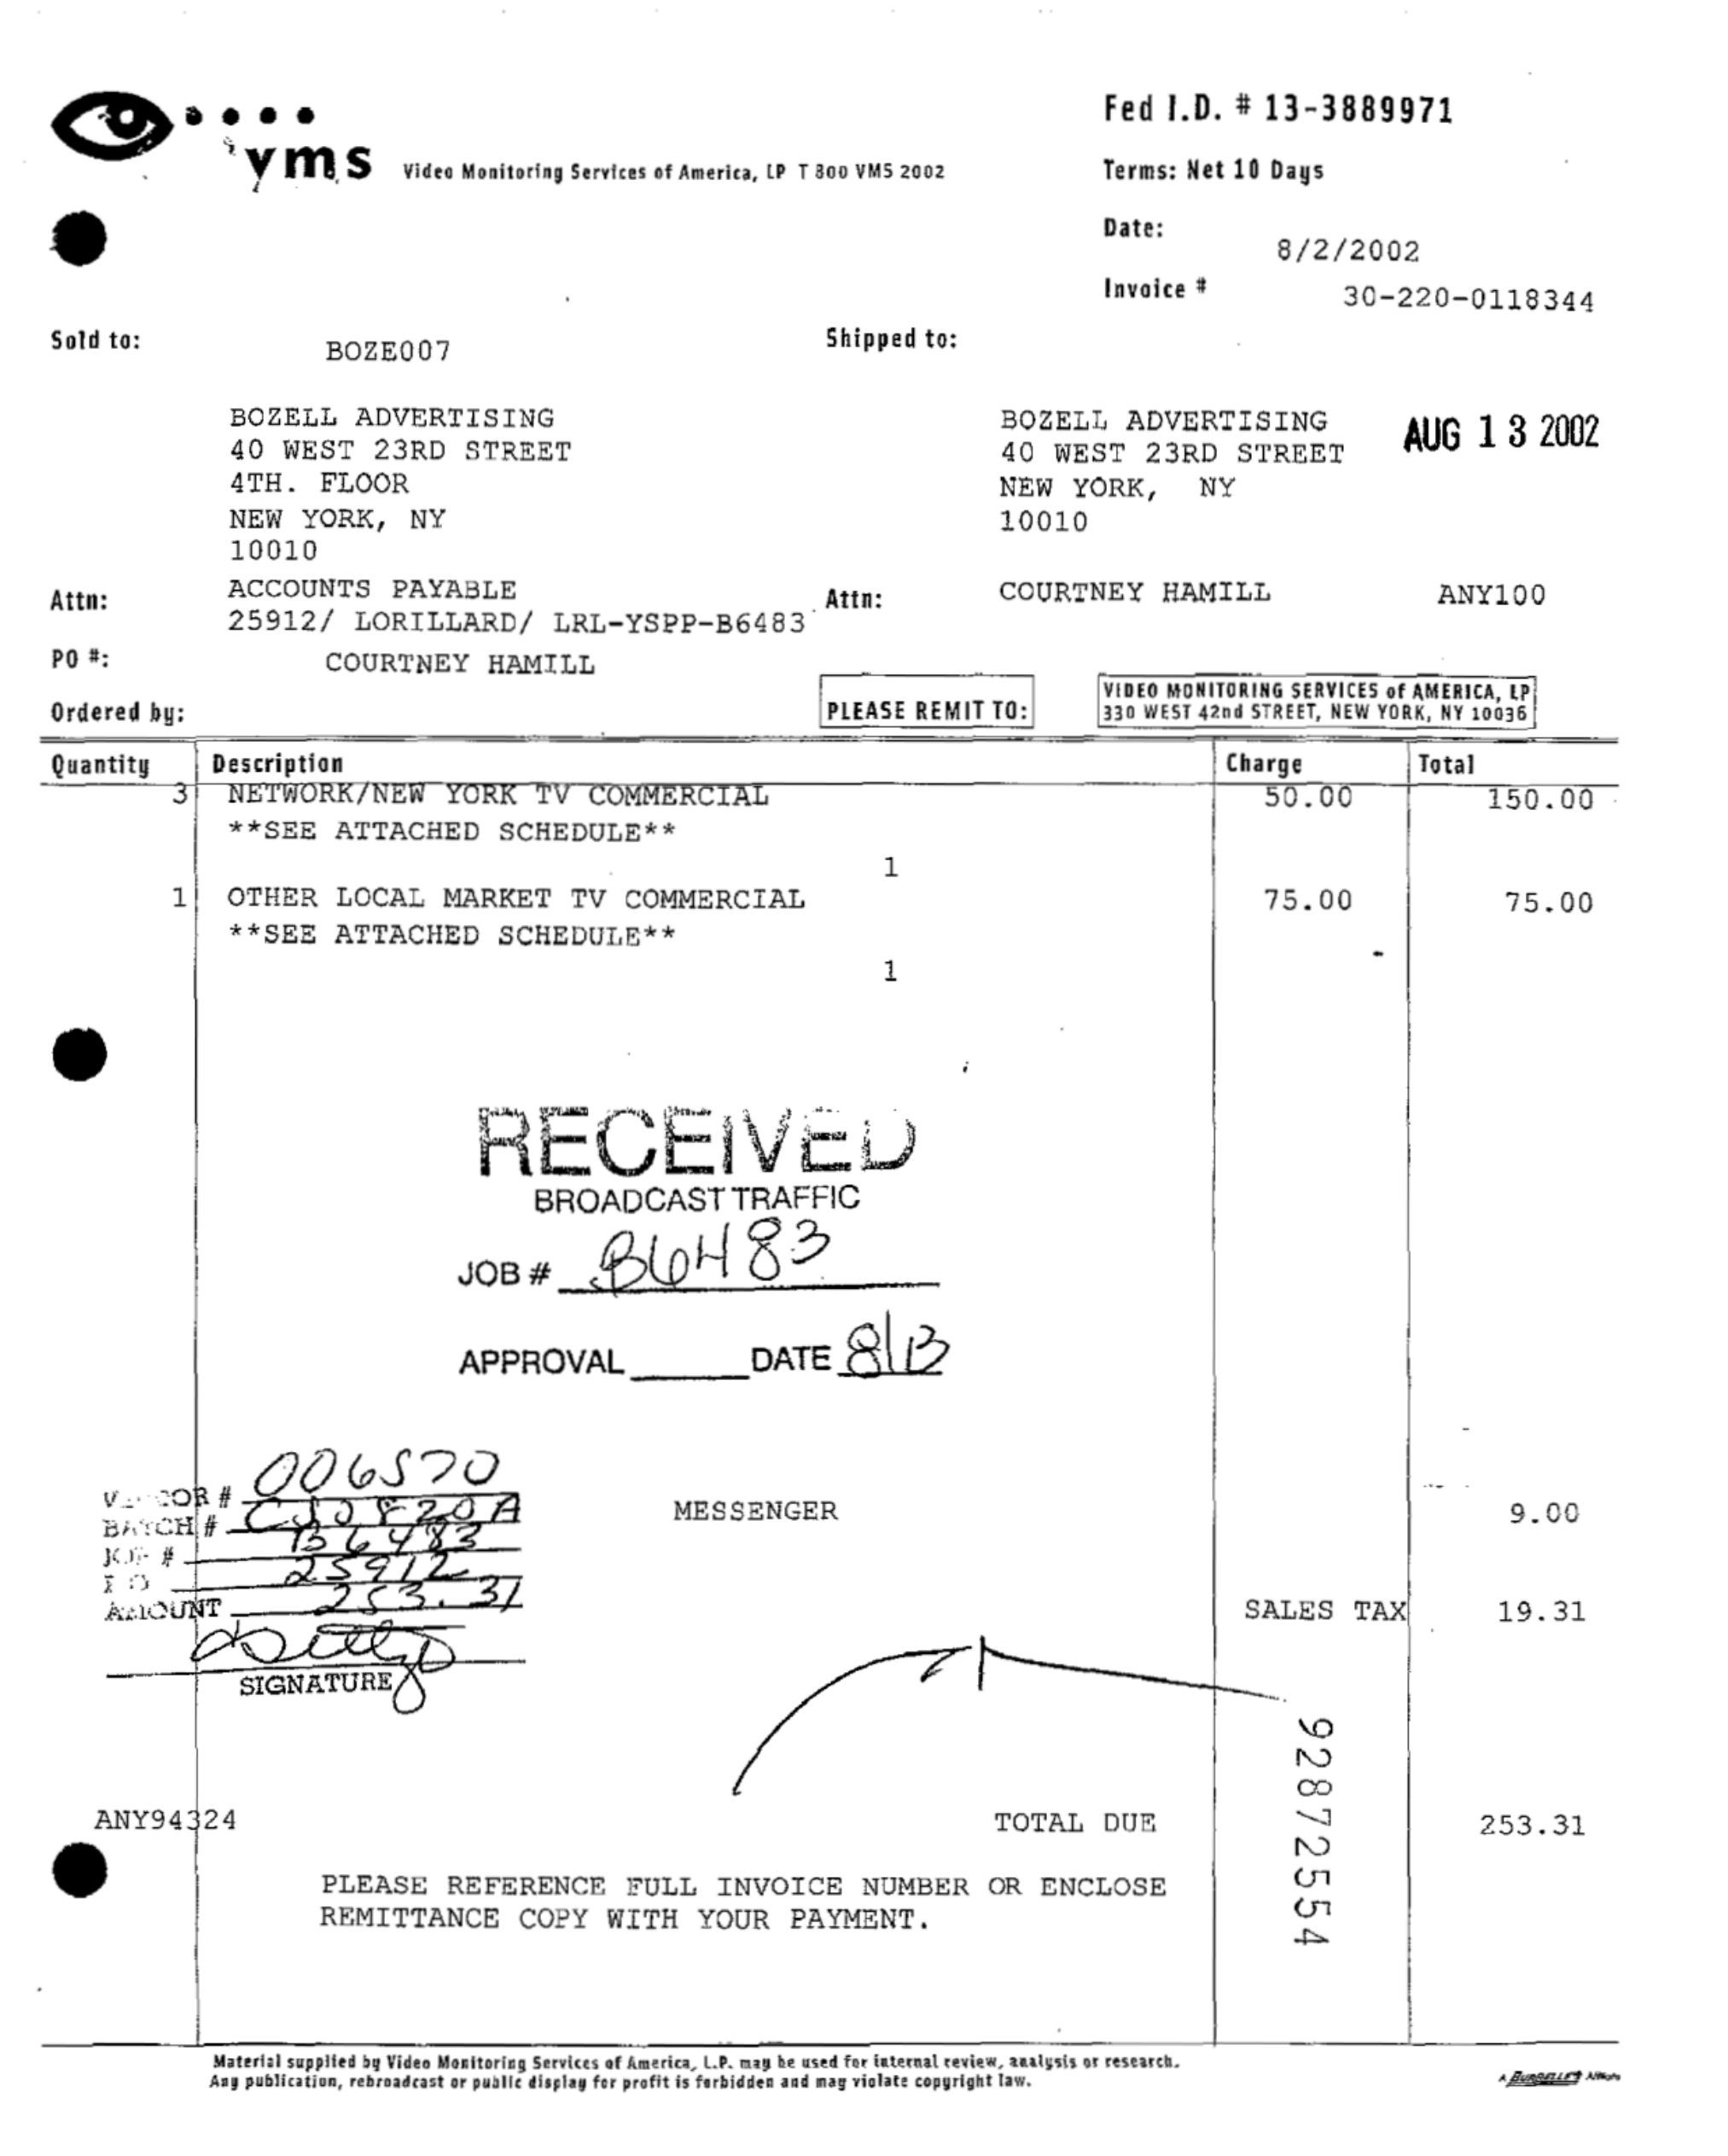 vms Video Monitoring Services of America, LP T 800 VMS 2002
Fed I.D. # 13-3889971
Terms: Net 10 Days
Date: 8/2/2002
Invoice # 30-220-0118344
Sold to: BOZE007
Shipped to:
BOZELL ADVERTISING
40 WEST 23RD STREET
4TH. FLOOR
NEW YORK, NY
10010
BOZELL ADVERTISING
40 WEST 23RD STREET
NEW YORK, NY
10010
AUG 13 2002
Attn: ACCOUNTS PAYABLE
25912/ LORILLARD/ LRL-YSPP-B6483
Attn: COURTNEY HAMILL ANY100
PO #: COURTNEY HAMILL
Ordered by:
PLEASE REMIT TO:
VIDEO MONITORING SERVICES of AMERICA, LP
330 WEST 42nd STREET, NEW YORK, NY 10036
Quantity Description Charge Total
3 NETWORK/NEW YORK TV COMMERCIAL 50.00 150.00
**SEE ATTACHED SCHEDULE**
1
1 OTHER LOCAL MARKET TV COMMERCIAL 75.00 75.00
**SEE ATTACHED SCHEDULE**
1
RECEIVED
BROADCAST TRAFFIC
JOB # B6483
APPROVAL DATE 8/13
006570
BATCH #
JOB # B6483
25912
AMOUNT 253.31
SIGNATURE
MESSENGER 9.00
SALES TAX 19.31
92872554
ANY94324 TOTAL DUE 253.31
PLEASE REFERENCE FULL INVOICE NUMBER OR ENCLOSE
REMITTANCE COPY WITH YOUR PAYMENT.
Material supplied by Video Monitoring Services of America, L.P. may be used for internal review, analysis or research.
Any publication, rebroadcast or public display for profit is forbidden and may violate copyright law.
A BURRELLE'S Affiliate